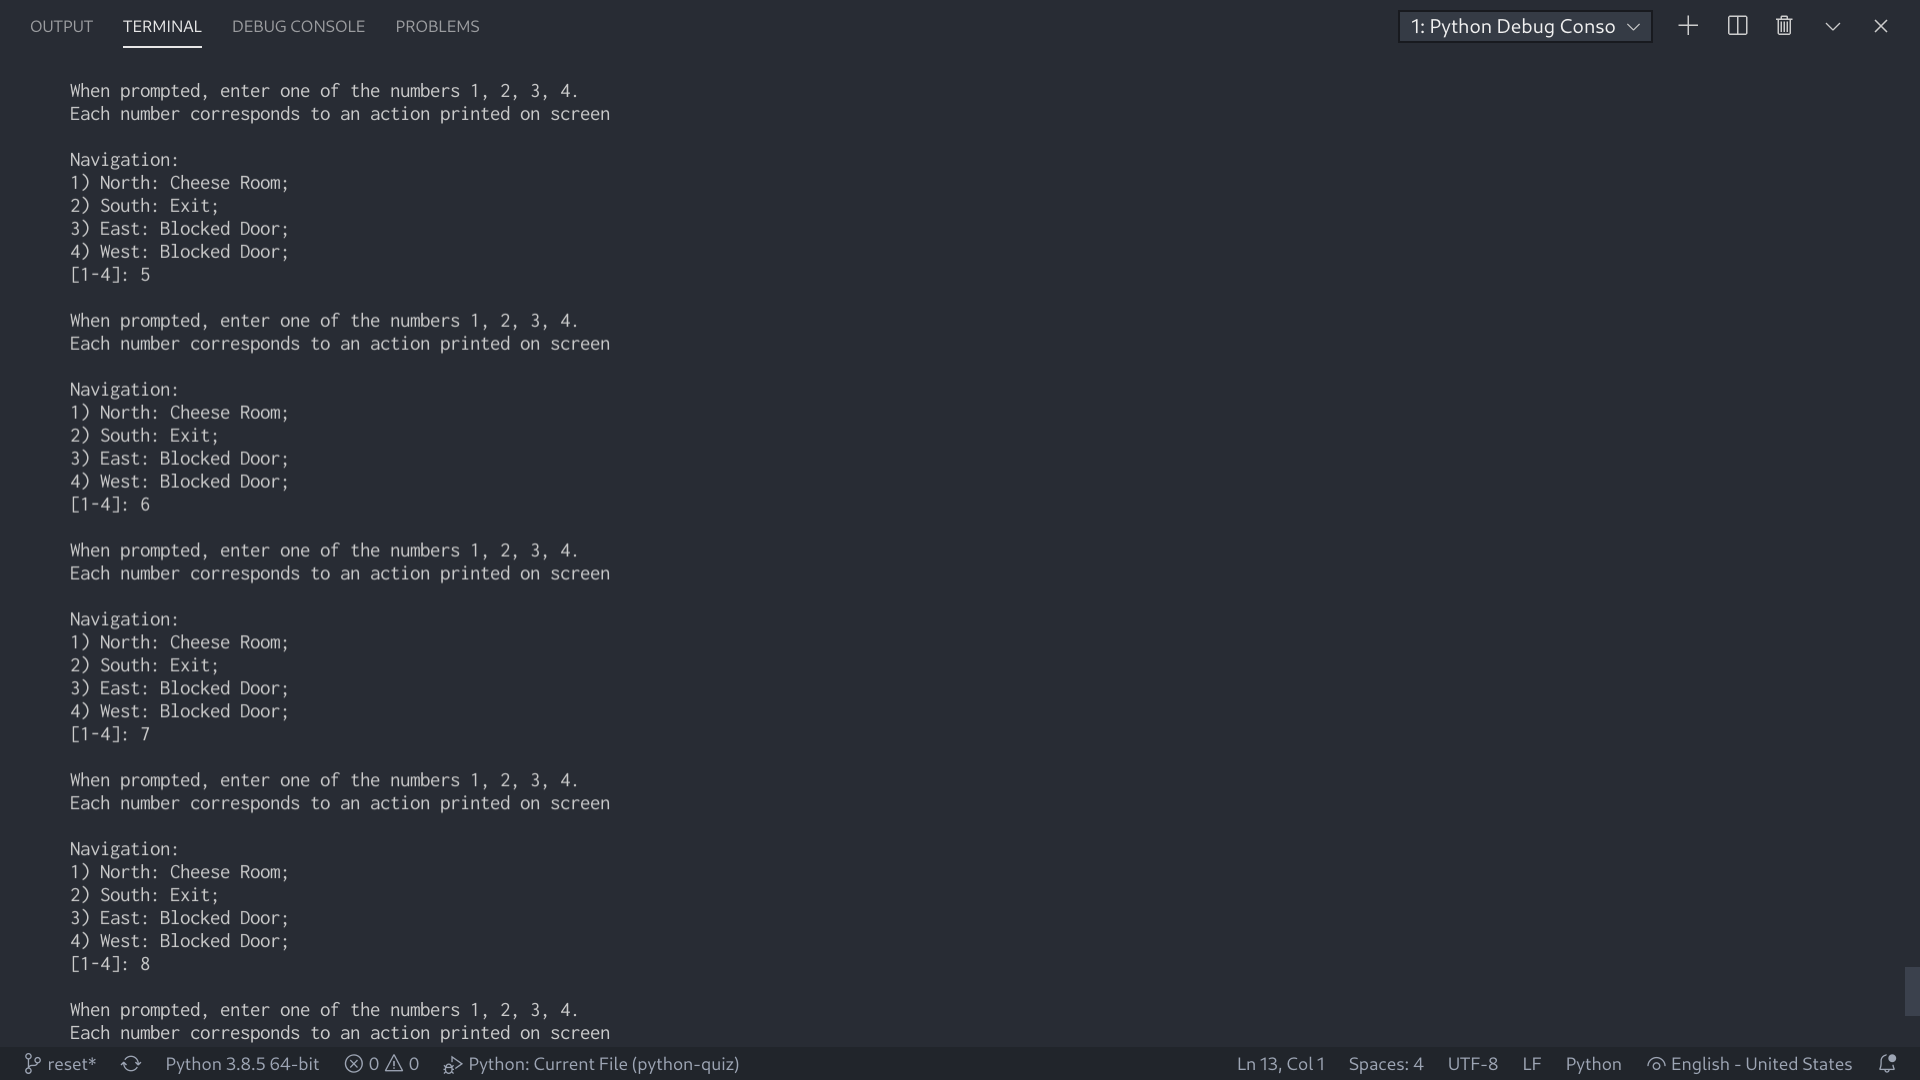 OUTPUT TERMINAL DEBUG CONSOLE PROBLEMS 1: Python Debug Conso
When prompted, enter one of the numbers 1, 2, 3, 4.
Each number corresponds to an action printed on screen
Navigation:
1) North: Cheese Room;
2) South: Exit;
3) East: Blocked Door;
4) West: Blocked Door;
[1-4]: 5
When prompted, enter one of the numbers 1, 2, 3, 4.
Each number corresponds to an action printed on screen
Navigation:
1) North: Cheese Room;
2) South: Exit;
3) East: Blocked Door;
4) West: Blocked Door;
[1-4]: 6
When prompted, enter one of the numbers 1, 2, 3, 4.
Each number corresponds to an action printed on screen
Navigation:
1) North: Cheese Room;
2) South: Exit;
3) East: Blocked Door;
4) West: Blocked Door;
[1-4]: 7
When prompted, enter one of the numbers 1, 2, 3, 4.
Each number corresponds to an action printed on screen
Navigation:
1) North: Cheese Room;
2) South: Exit;
3) East: Blocked Door;
4) West: Blocked Door;
[1-4]: 8
When prompted, enter one of the numbers 1, 2, 3, 4.
Each number corresponds to an action printed on screen
reset* Python 3.8.5 64-bit 0 0 Python: Current File (python-quiz) Ln 13, Col 1 Spaces: 4 UTF-8 LF Python English - United States